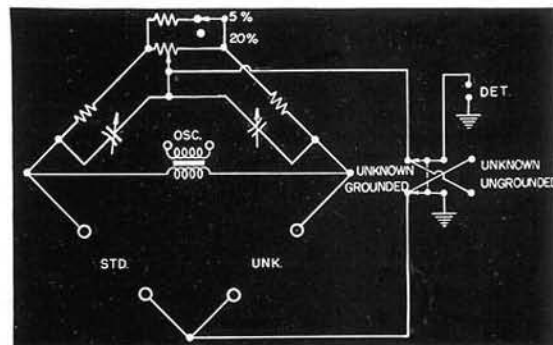 5%
20%
DET.
OSC.
UNKNOWN
GROUNDED
UNKNOWN
UNGROUNDED
STD.
UNK.